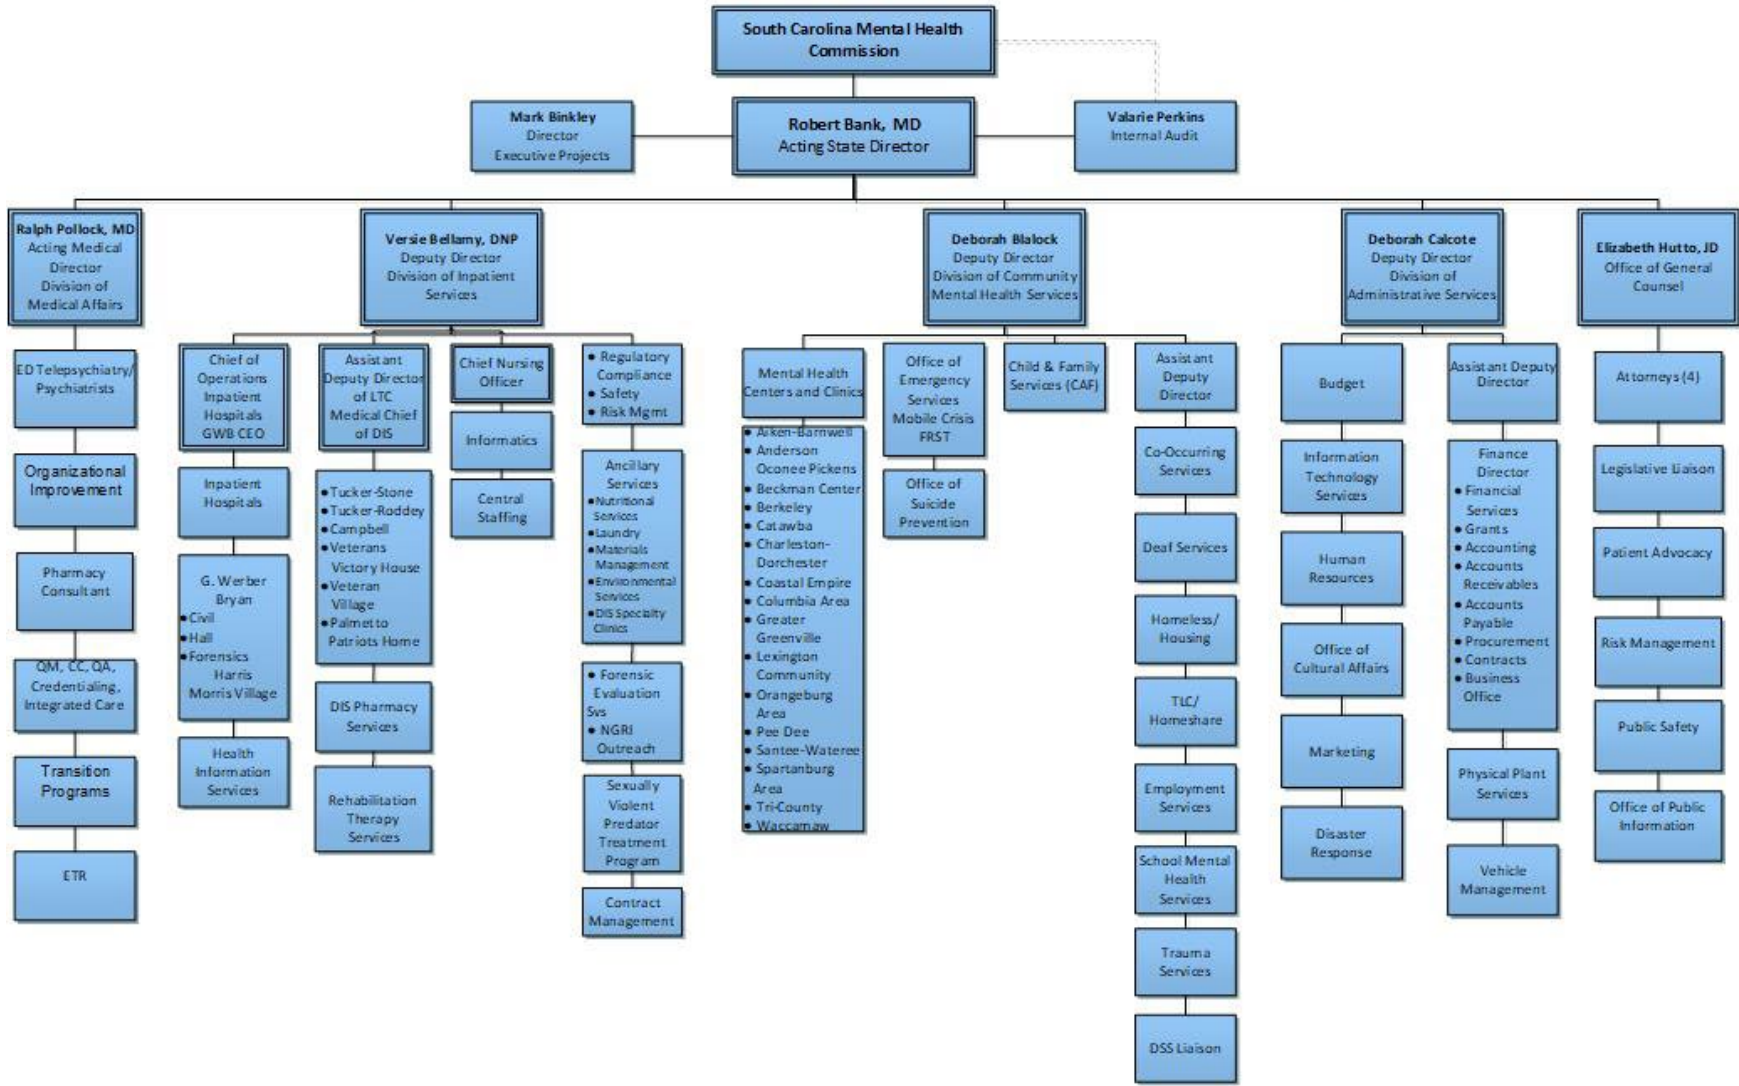 South Carolina Mental Health
Commission
Mark Binkley
Director
Executive Projects
Robert Bank, MD
Acting State Director
Valarie Perkins
Internal Audit
Ralph Pollock, MD
Acting Medical
Director
Division of
Medical Affairs
Versie Bellamy, DNP
Deputy Director
Division of Inpatient
Services
Deborah Blalock
Deputy Director
Division of Community
Mental Health Services
Deborah Calcote
Deputy Director
Division of
Administrative Services
Elizabeth Hutto, JD
Office of General
Counsel
ED Telepsychiatry/
Psychiatrists
Organizational
Improvement
Pharmacy
Consultant
QM, CC, QA,
Credentialing,
Integrated Care
Transition
Programs
ETR
Chief of
Operations
Inpatient
Hospitals
GWB CEO
Inpatient
Hospitals
G. Werber
Bryan
• Civil
• Hall
• Forensics
Harris
Morris Village
Health
Information
Services
Assistant
Deputy Director
of LTC
Medical Chief
of DIS
• Tucker-Stone
• Tucker-Roddey
• Campbell
• Veterans
Victory House
• Veteran
Village
• Palmetto
Patriots Home
DIS Pharmacy
Services
Rehabilitation
Therapy
Services
Chief Nursing
Officer
Informatics
Central
Staffing
• Regulatory
Compliance
• Safety
• Risk Mgmt
Ancillary
Services
• Nutritional
Services
• Laundry
• Materials
Management
• Environmental
Services
• DIS Specialty
Clinics
• Forensic
Evaluation
Svs
• NGRI
Outreach
Sexually
Violent
Predator
Treatment
Program
Contract
Management
Mental Health
Centers and Clinics
• Aiken-Barnwell
• Anderson
Oconee Pickens
• Beckman Center
• Berkeley
• Catawba
• Charleston-
Dorchester
• Coastal Empire
• Columbia Area
• Greater
Greenville
• Lexington
Community
• Orangeburg
Area
• Pee Dee
• Santee-Wateree
• Spartanburg
Area
• Tri-County
• Waccamaw
Office of
Emergency
Services
Mobile Crisis
FRST
Office of
Suicide
Prevention
Child & Family
Services (CAF)
Assistant
Deputy
Director
Co-Occurring
Services
Deaf Services
Homeless/
Housing
TLC/
Homeshare
Employment
Services
School Mental
Health
Services
Trauma
Services
DSS Liaison
Budget
Information
Technology
Services
Human
Resources
Office of
Cultural Affairs
Marketing
Disaster
Response
Assistant Deputy
Director
Finance
Director
• Financial
Services
• Grants
• Accounting
• Accounts
Receivables
• Accounts
Payable
• Procurement
• Contracts
• Business
Office
Physical Plant
Services
Vehicle
Management
Attorneys (4)
Legislative Liaison
Patient Advocacy
Risk Management
Public Safety
Office of Public
Information